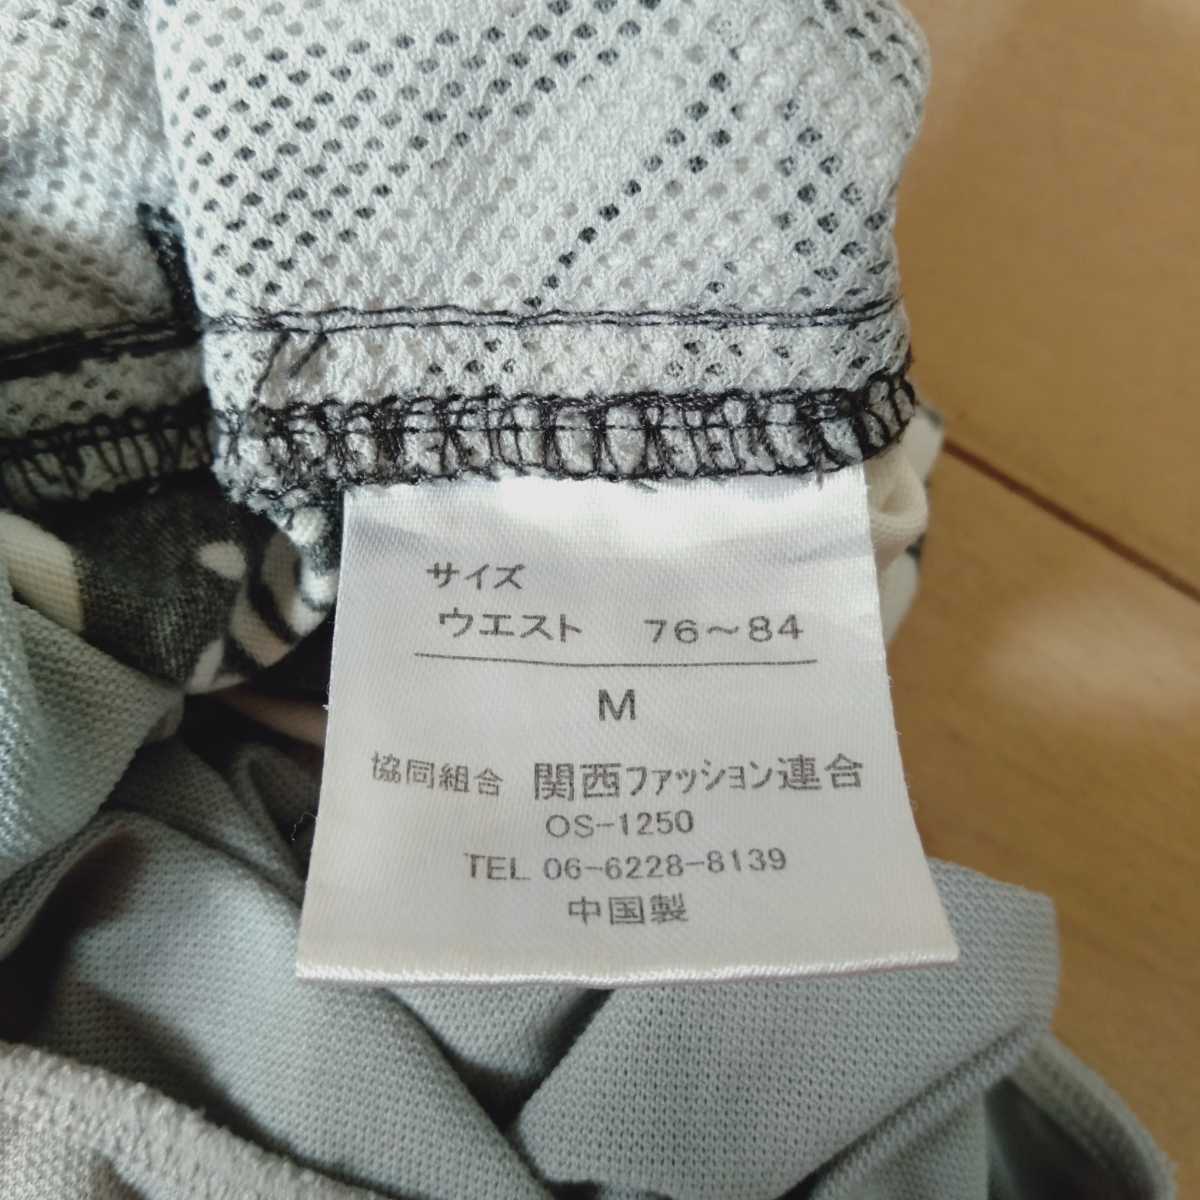 サイズ
ウエスト 76～84
M
協同組合 関西ファッション連合
OS-1250
TEL 06-6228-8139
中国製